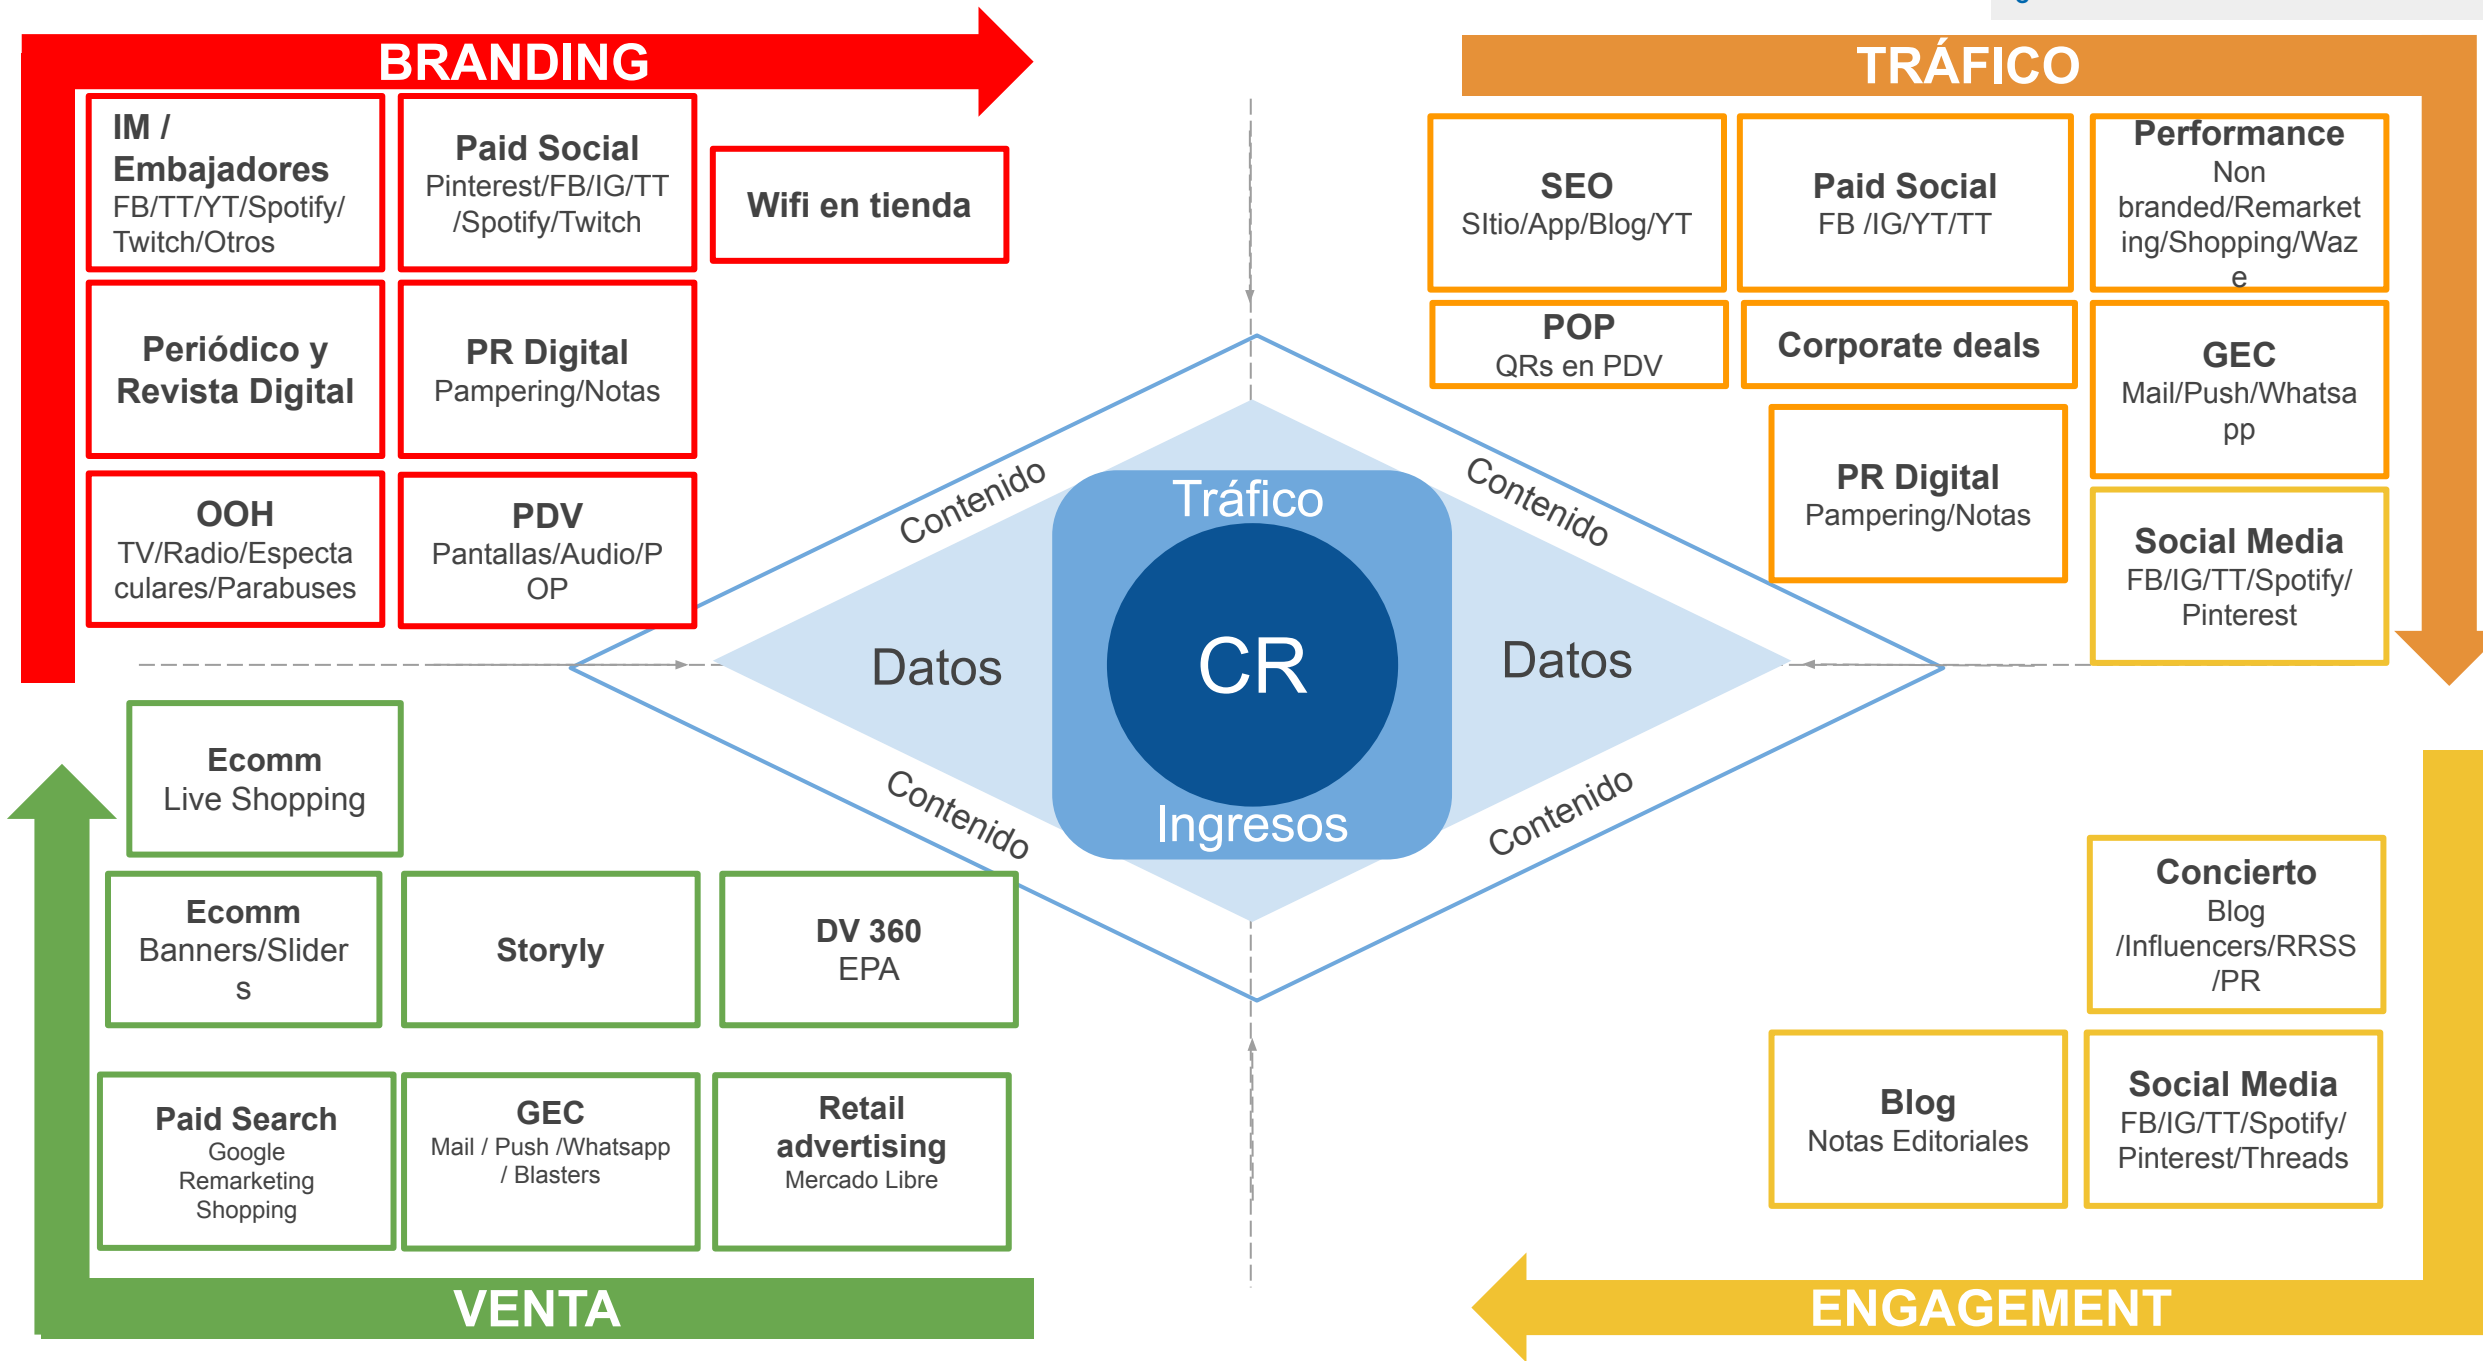 BRANDING
IM /
Embajadores
FB/TT/YT/Spotify/
Twitch/Otros
Paid Social
Pinterest/FB/IG/TT
/Spotify/Twitch
Wifi en tienda
Periódico y
Revista Digital
PR Digital
Pampering/Notas
OOH
TV/Radio/Especta
culares/Parabuses
PDV
Pantallas/Audio/P
OP
TRÁFICO
SEO
SItio/App/Blog/YT
Paid Social
FB /IG/YT/TT
Performance
Non
branded/Remarket
ing/Shopping/Waz
e
POP
QRs en PDV
Corporate deals
GEC
Mail/Push/Whatsa
pp
PR Digital
Pampering/Notas
Social Media
FB/IG/TT/Spotify/
Pinterest
Contenido
Contenido
Tráfico
Datos
CR
Datos
Ingresos
Contenido
Contenido
Ecomm
Live Shopping
Ecomm
Banners/Slider
s
Storyly
DV 360
EPA
Paid Search
Google
Remarketing
Shopping
GEC
Mail / Push /Whatsapp
/ Blasters
Retail
advertising
Mercado Libre
VENTA
Concierto
Blog
/Influencers/RRSS
/PR
Blog
Notas Editoriales
Social Media
FB/IG/TT/Spotify/
Pinterest/Threads
ENGAGEMENT